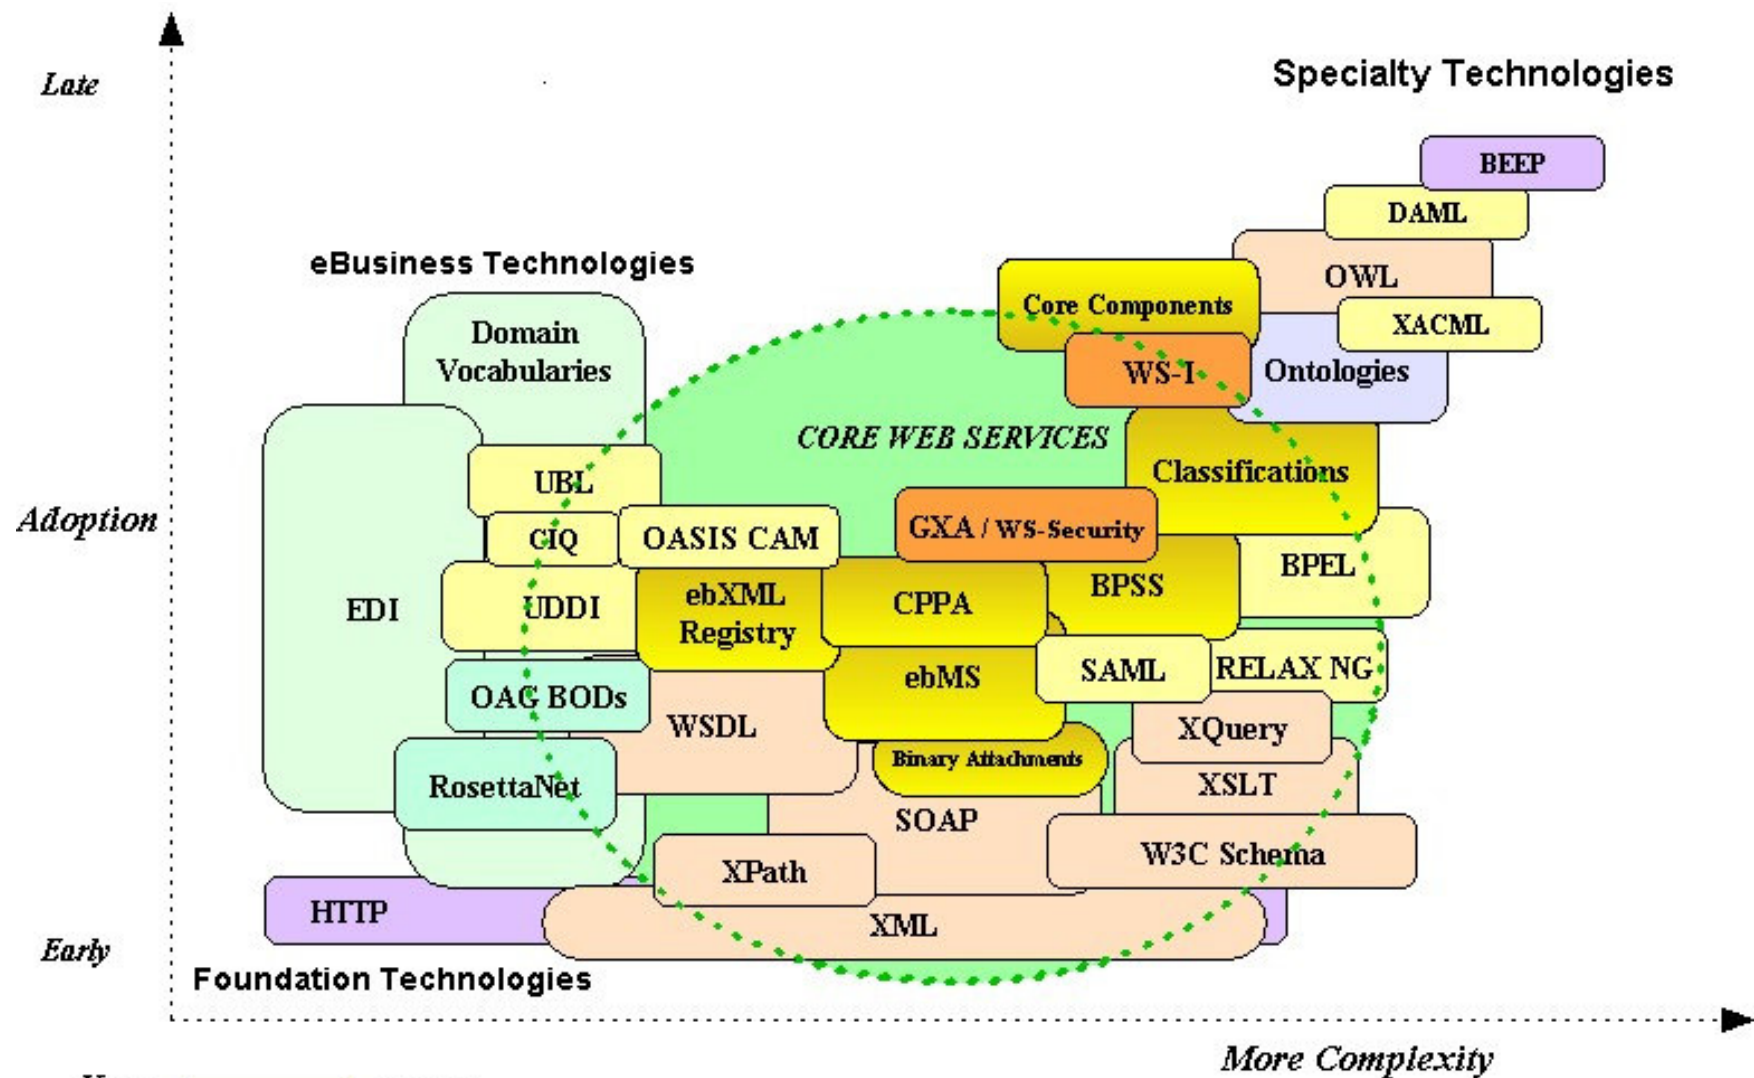 Late
Specialty Technologies
BEEP
DAML
eBusiness Technologies
OWL
Core Components
XACML
Domain
Vocabularies
WS-I
Ontologies
CORE WEB SERVICES
Classifications
UBL
Adoption
GXA / WS-Security
CIQ
OASIS CAM
BPEL
BPSS
EDI
UDDI
ebXML
Registry
CPPA
SAML
RELAX NG
ebMS
OAG BODs
WSDL
XQuery
Binary Attachments
RosettaNet
XSLT
SOAP
W3C Schema
XPath
HTTP
XML
Early
Foundation Technologies
More Complexity